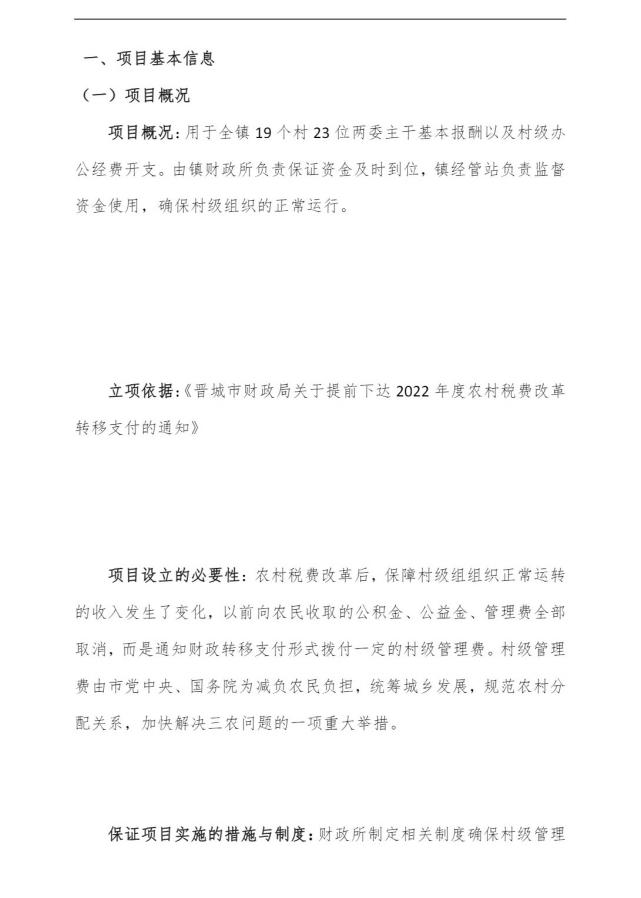 一、项目基本信息
（一）项目概况
项目概况：用于全镇 19 个村 23 位两委主干基本报酬以及村级办
公经费开支。由镇财政所负责保证资金及时到位，镇经管站负责监督
资金使用，确保村级组织的正常运行。
立项依据：《晋城市财政局关于提前下达 2022 年度农村税费改革
转移支付的通知》
项目设立的必要性：农村税费改革后，保障村级组组织正常运转
的收入发生了变化，以前向农民收取的公积金、公益金、管理费全部
取消，而是通知财政转移支付形式拨付一定的村级管理费。村级管理
费由市党中央、国务院为减负农民负担，统筹城乡发展，规范农村分
配关系，加快解决三农问题的一项重大举措。
保证项目实施的措施与制度：财政所制定相关制度确保村级管理